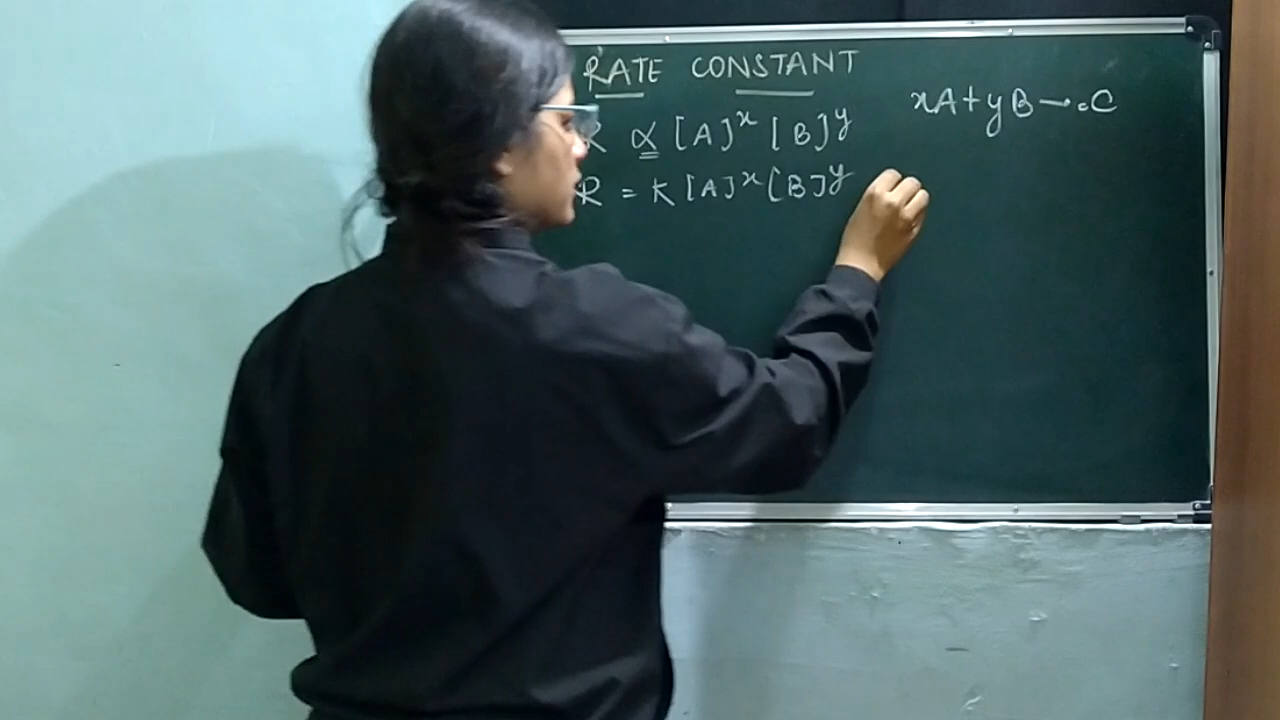 RATE CONSTANT
R ∝ [A]^x [B]^y
xA + yB → C
R = K [A]^x [B]^y